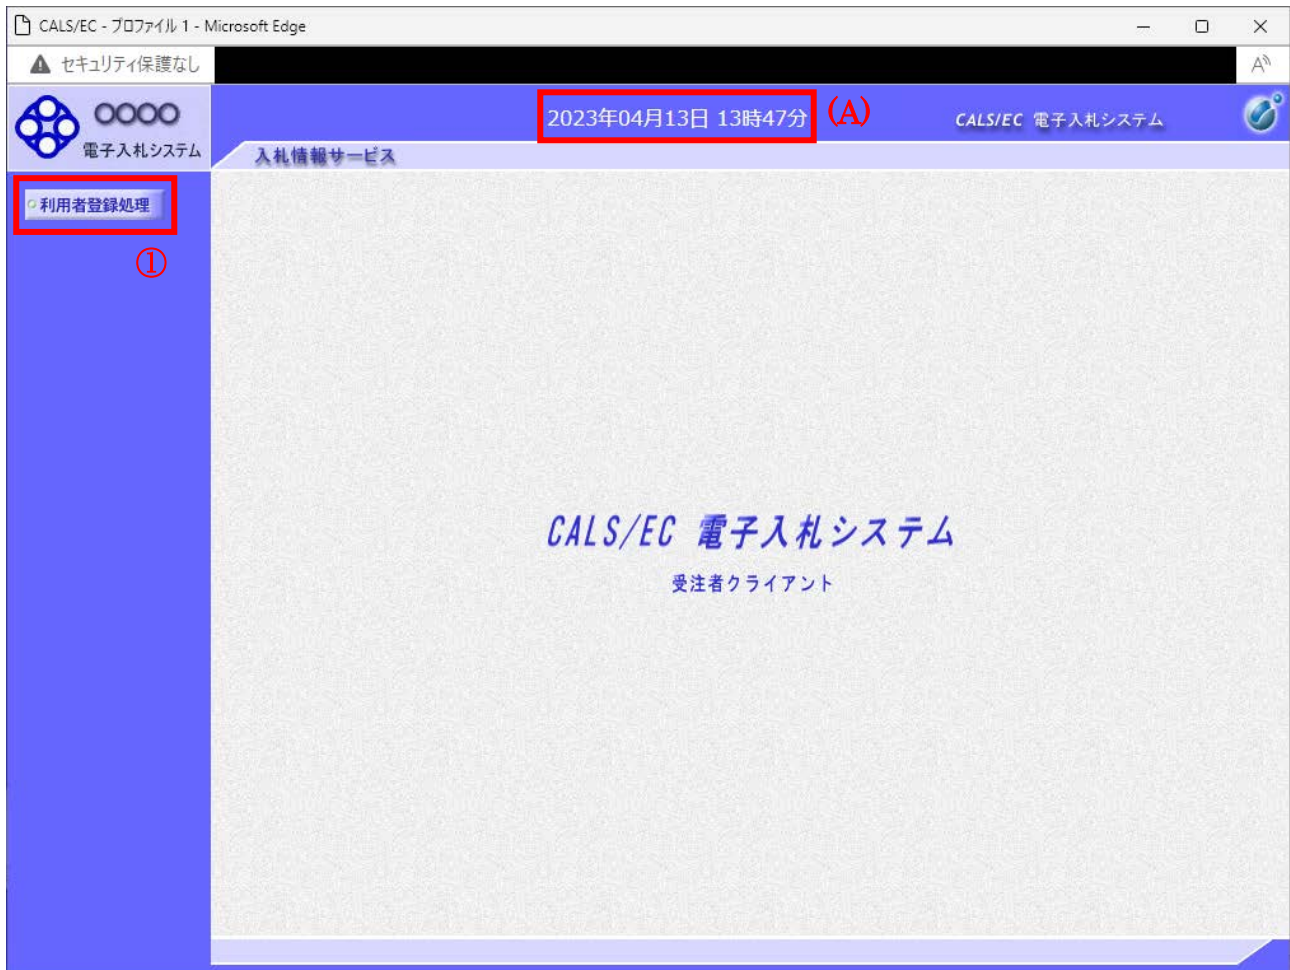 CALS/EC - プロファイル 1 - Microsoft Edge
セキュリティ保護なし
OOOO
電子入札システム
2023年04月13日 13時47分
(A)
CALS/EC 電子入札システム
入札情報サービス
利用者登録処理
①
CALS/EC 電子入札システム
受注者クライアント